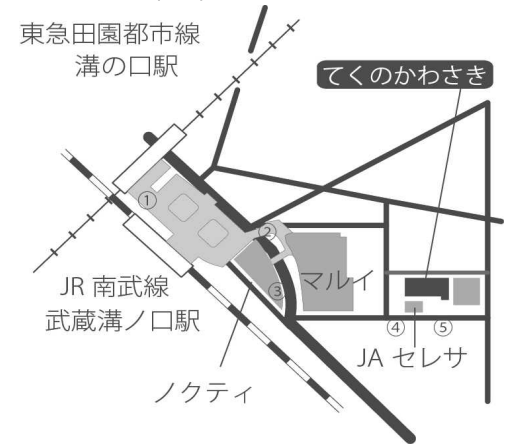 東急田園都市線
溝の口駅
てくのかわさき
①
②
JR 南武線
武蔵溝ノ口駅
③
マルイ
④
⑤
JA セレサ
ノクティ